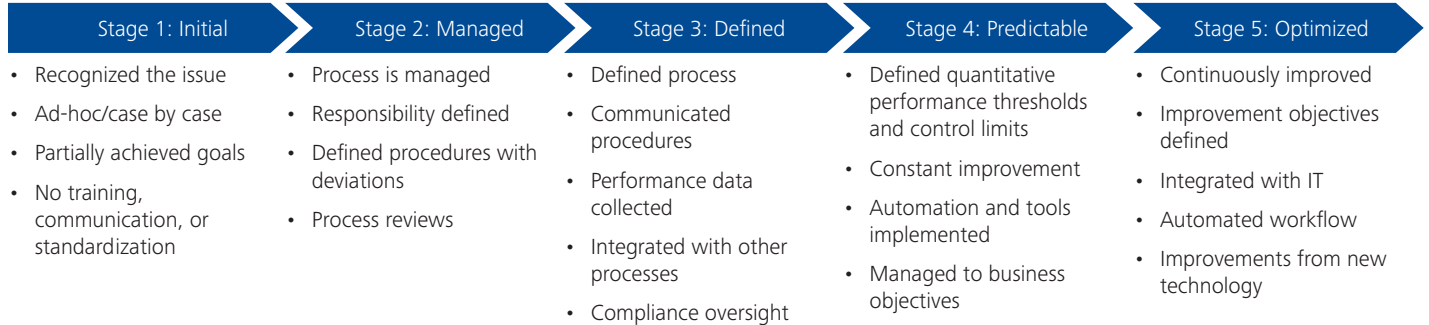 Stage 1: Initial
Stage 2: Managed
Stage 3: Defined
Stage 4: Predictable
Stage 5: Optimized
• Recognized the issue
• Ad-hoc/case by case
• Partially achieved goals
• No training,
communication, or
standardization
• Process is managed
• Responsibility defined
• Defined procedures with
deviations
• Process reviews
• Defined process
• Communicated
procedures
• Performance data
collected
• Integrated with other
processes
• Compliance oversight
• Defined quantitative
performance thresholds
and control limits
• Constant improvement
• Automation and tools
implemented
• Managed to business
objectives
• Continuously improved
• Improvement objectives
defined
• Integrated with IT
• Automated workflow
• Improvements from new
technology